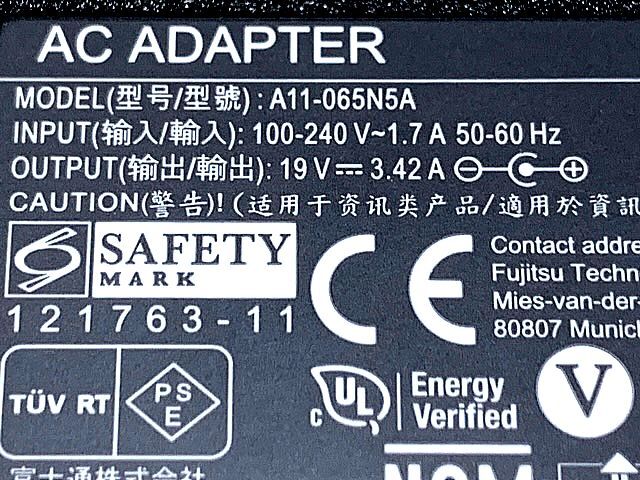 AC ADAPTER
MODEL(型号/型號) : A11-065N5A
INPUT(输入/輸入): 100-240 V~1.7 A 50-60 Hz
OUTPUT(输出/輸出): 19 V⎓ 3.42 A
CAUTION(警告)! (适用于资讯类产品/適用於資訊
SAFETY
MARK
121763-11
CE
Contact addre
Fujitsu Techn
Mies-van-der-
80807 Munich
TÜV RT
PS
E
c UL
Energy
Verified
V
富士通株式会社
NOM